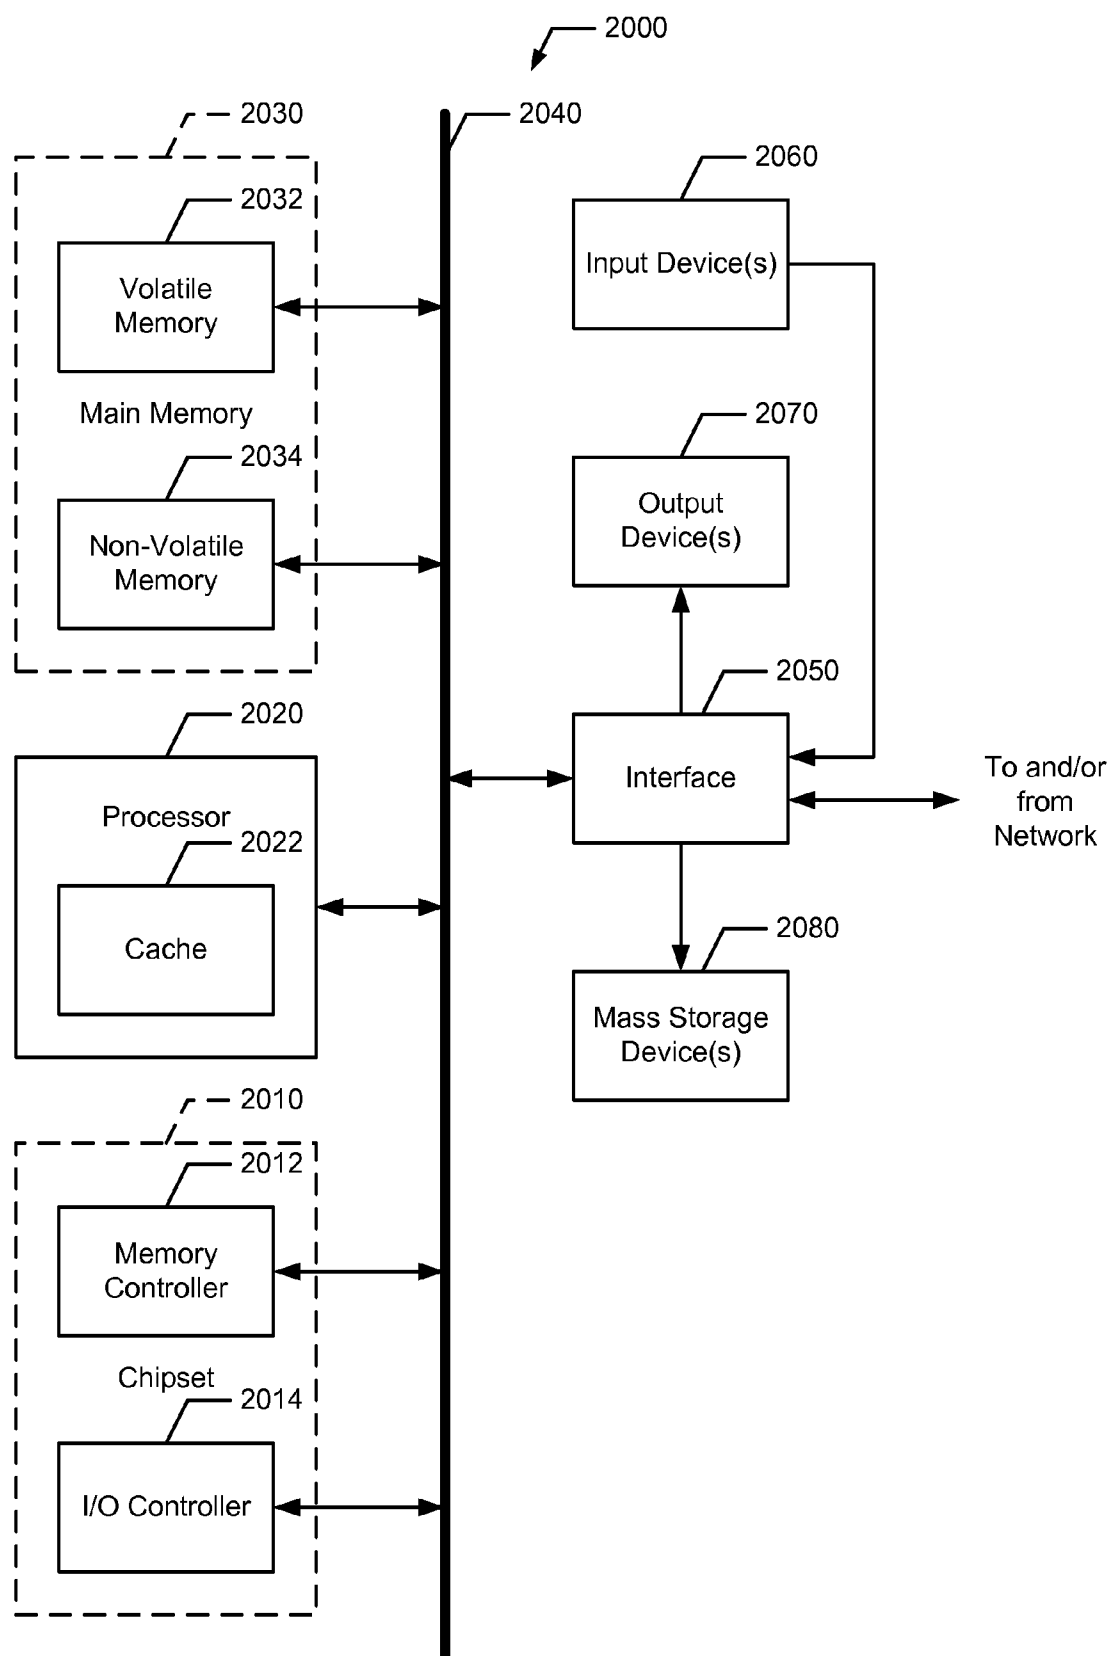 2000
2030
2040
2060
2032
Input Device(s)
Volatile
Memory
Main Memory
2070
2034
Output
Device(s)
Non-Volatile
Memory
2050
2020
Interface
To and/or
from
Network
Processor
2022
Cache
2080
Mass Storage
Device(s)
2010
2012
Memory
Controller
Chipset
2014
I/O Controller